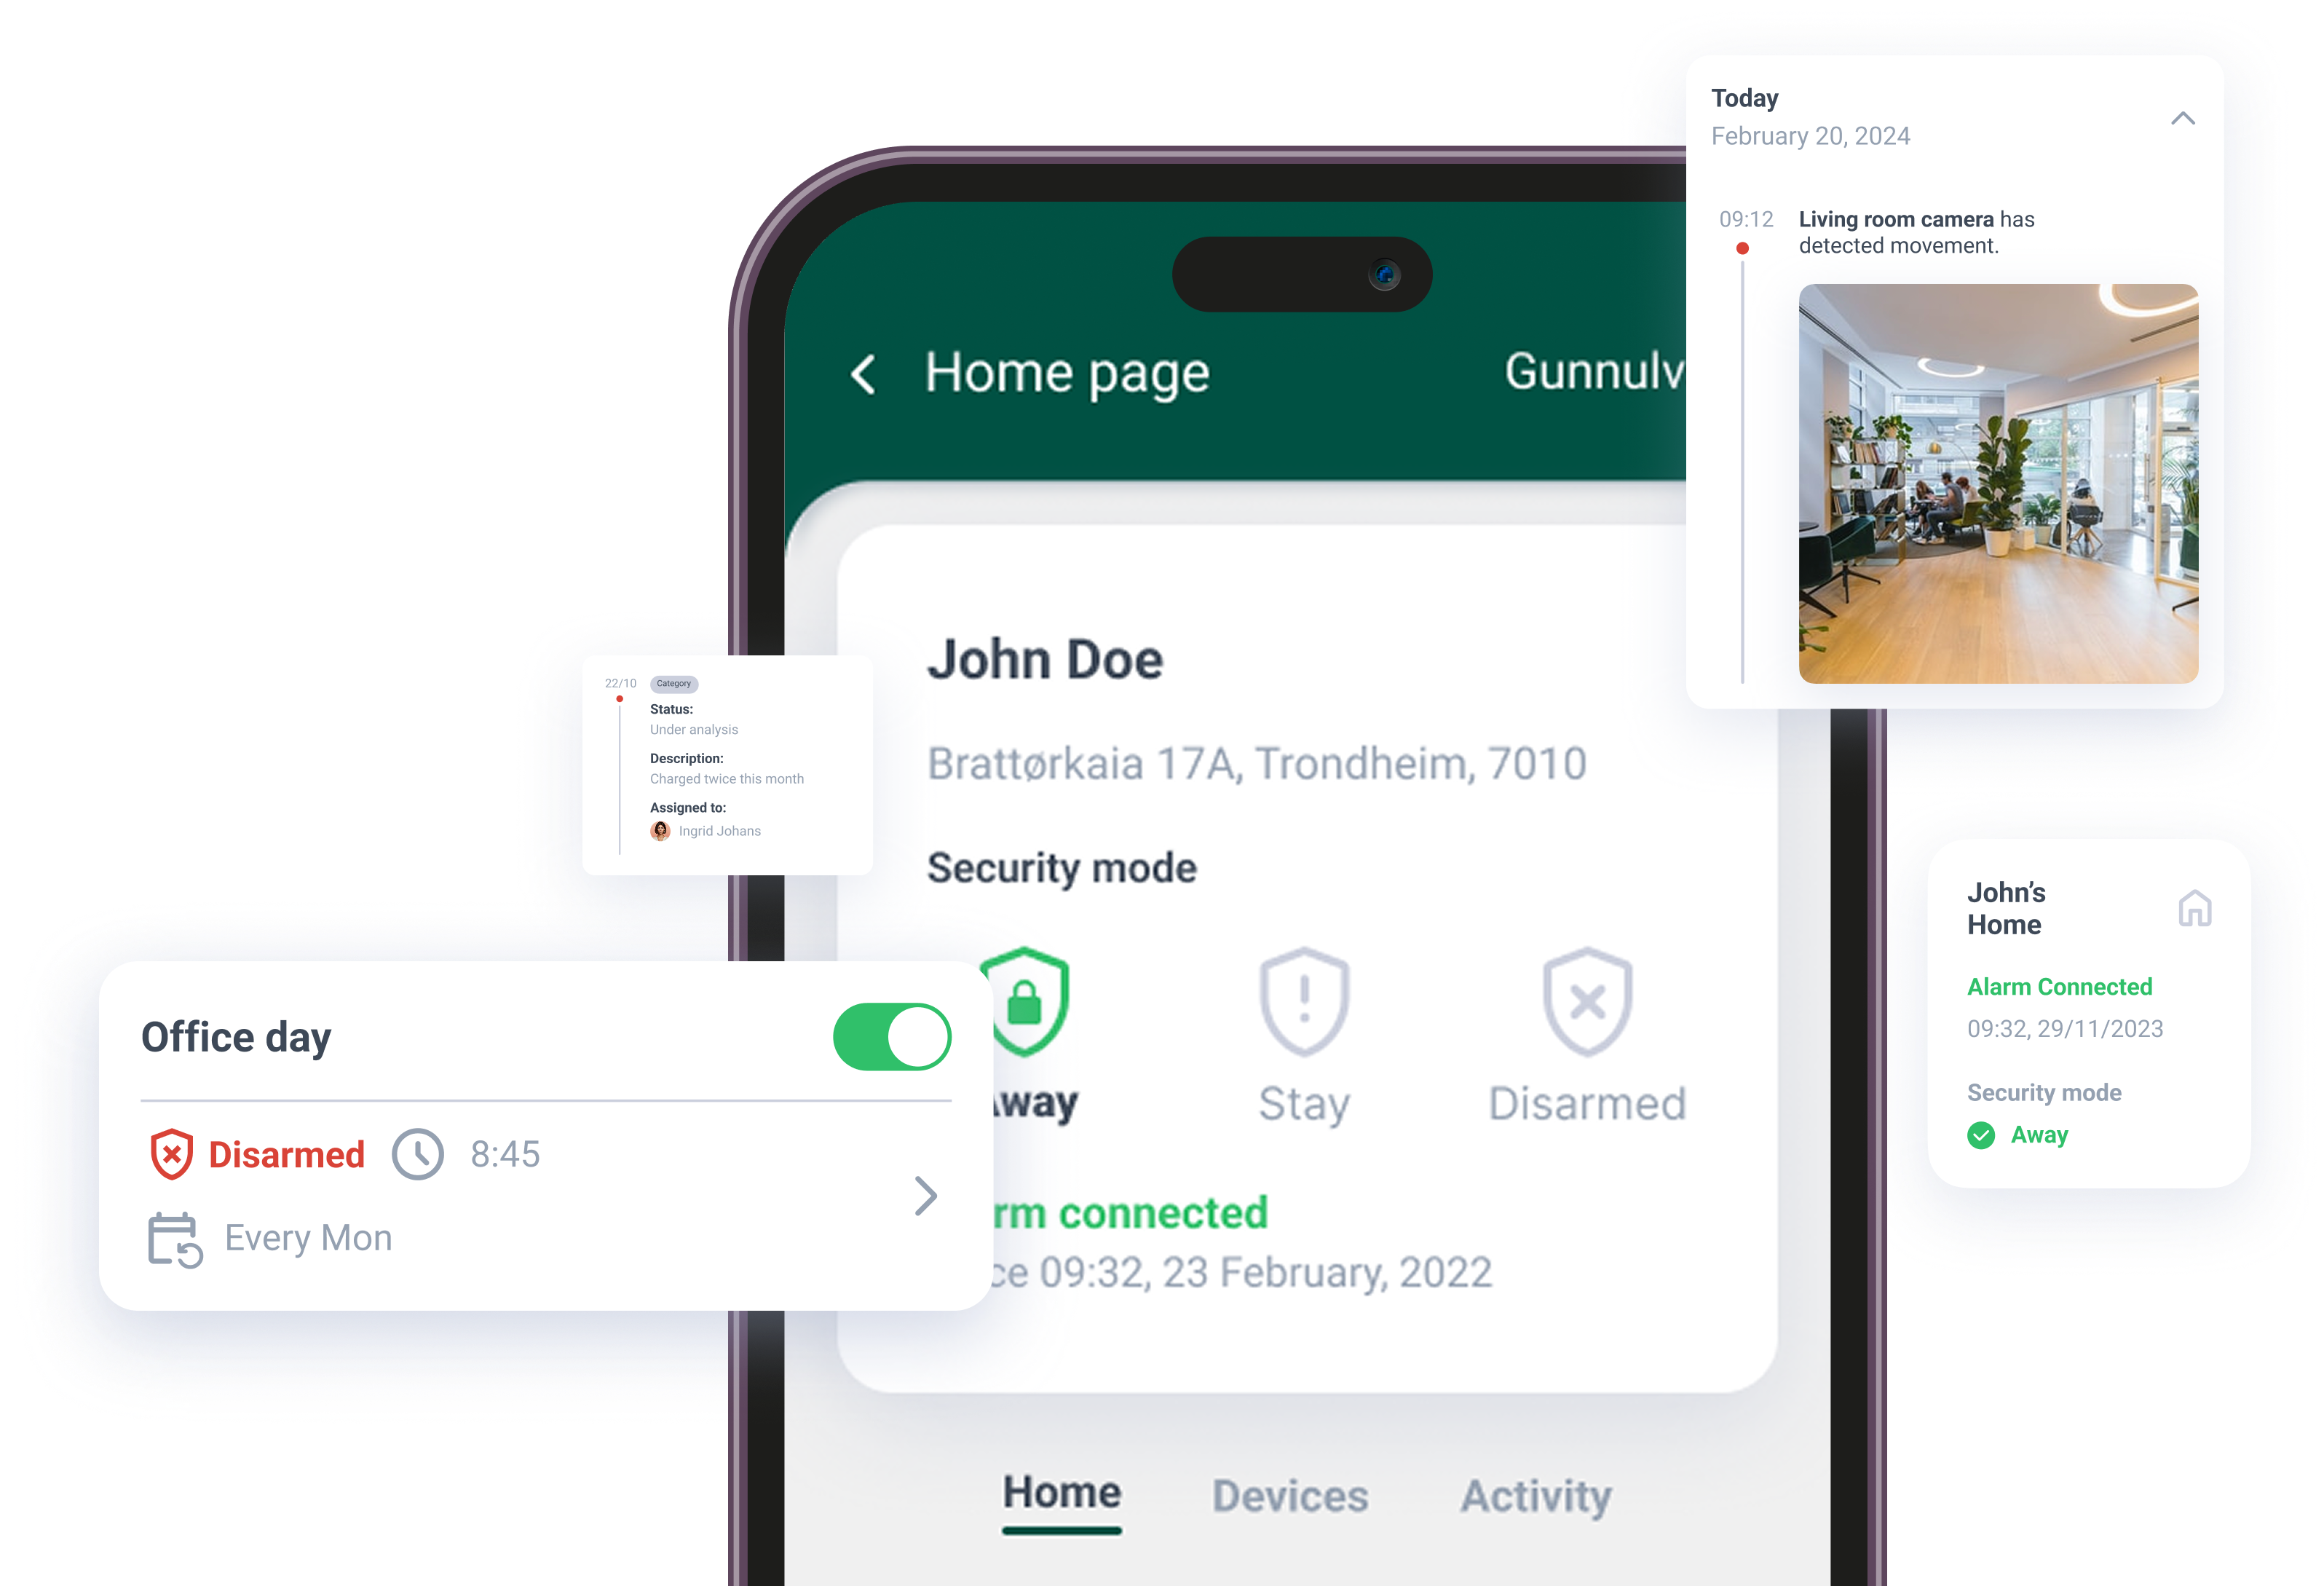 Today
February 20, 2024
09:12
Living room camera has
detected movement.
Home page
Gunnulv
John Doe
Brattørkaia 17A, Trondheim, 7010
Security mode
way
Stay
Disarmed
rm connected
ce 09:32, 23 February, 2022
Home
Devices
Activity
22/10
Category
Status:
Under analysis
Description:
Charged twice this month
Assigned to:
Ingrid Johans
Office day
Disarmed
8:45
Every Mon
John’s
Home
Alarm Connected
09:32, 29/11/2023
Security mode
Away